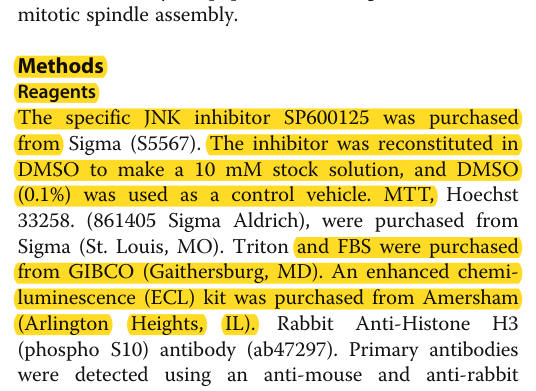 mitotic spindle assembly.
Methods
Reagents
The specific JNK inhibitor SP600125 was purchased
from Sigma (S5567). The inhibitor was reconstituted in
DMSO to make a 10 mM stock solution, and DMSO
(0.1%) was used as a control vehicle. MTT, Hoechst
33258. (861405 Sigma Aldrich), were purchased from
Sigma (St. Louis, MO). Triton and FBS were purchased
from GIBCO (Gaithersburg, MD). An enhanced chemi-
luminescence (ECL) kit was purchased from Amersham
(Arlington Heights, IL). Rabbit Anti-Histone H3
(phospho S10) antibody (ab47297). Primary antibodies
were detected using an anti-mouse and anti-rabbit